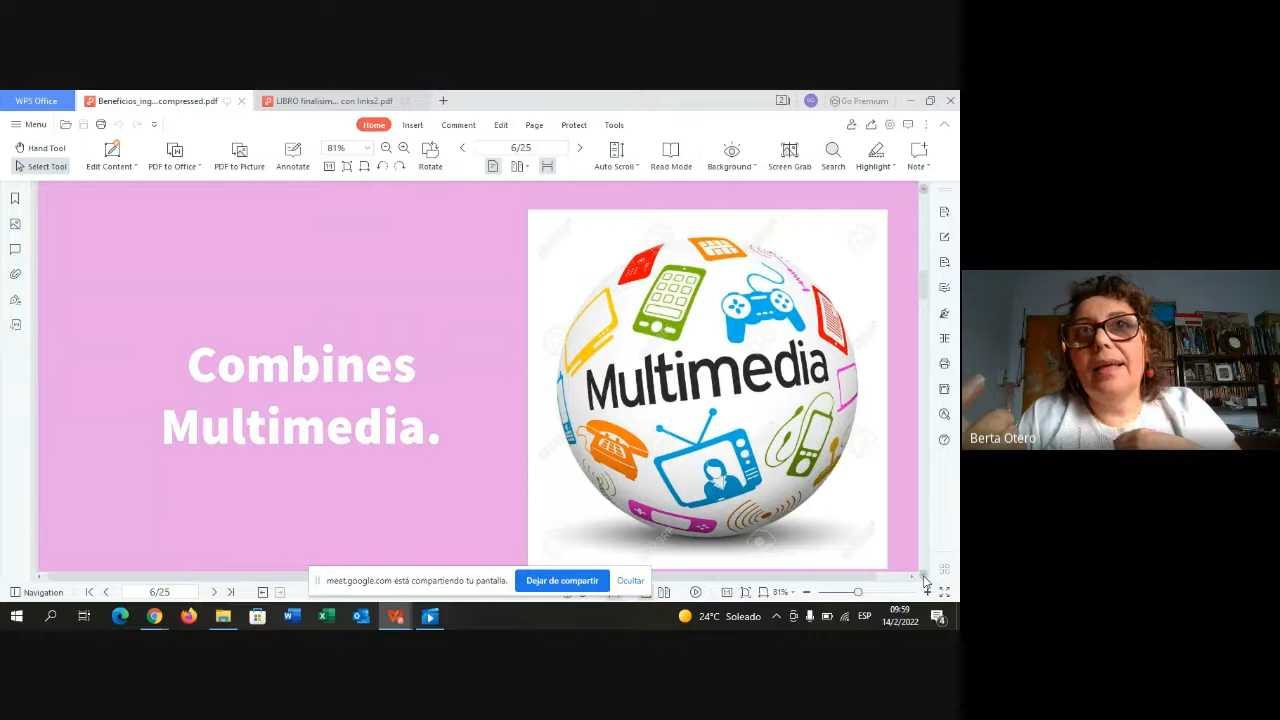 WPS Office
Beneficios_ing...compressed.pdf
LIBRO finalisim... con links2.pdf
Go Premium
Menu
Home Insert Comment Edit Page Protect Tools
Hand Tool
Select Tool
Edit Content
PDF to Office
PDF to Picture
Annotate
81%
Rotate
6/25
Auto Scroll
Read Mode
Background
Screen Grab
Search
Highlight
Note
Combines
Multimedia.
Multimedia
Berta Otero
meet.google.com está compartiendo tu pantalla.
Dejar de compartir
Ocultar
Navigation
6/25
81%
24°C Soleado
ESP
09:59
14/2/2022
4